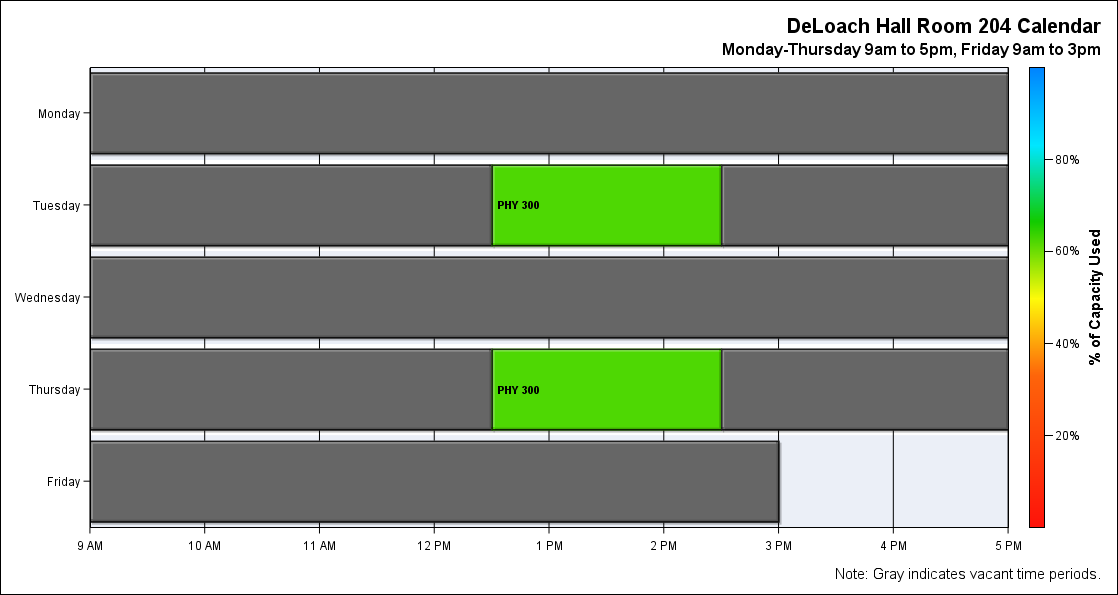 DeLoach Hall Room 204 Calendar
Monday-Thursday 9am to 5pm, Friday 9am to 3pm
Monday
Tuesday
PHY 300
Wednesday
Thursday
PHY 300
Friday
9 AM 10 AM 11 AM 12 PM 1 PM 2 PM 3 PM 4 PM 5 PM
80%
60%
40%
20%
% of Capacity Used
Note: Gray indicates vacant time periods.